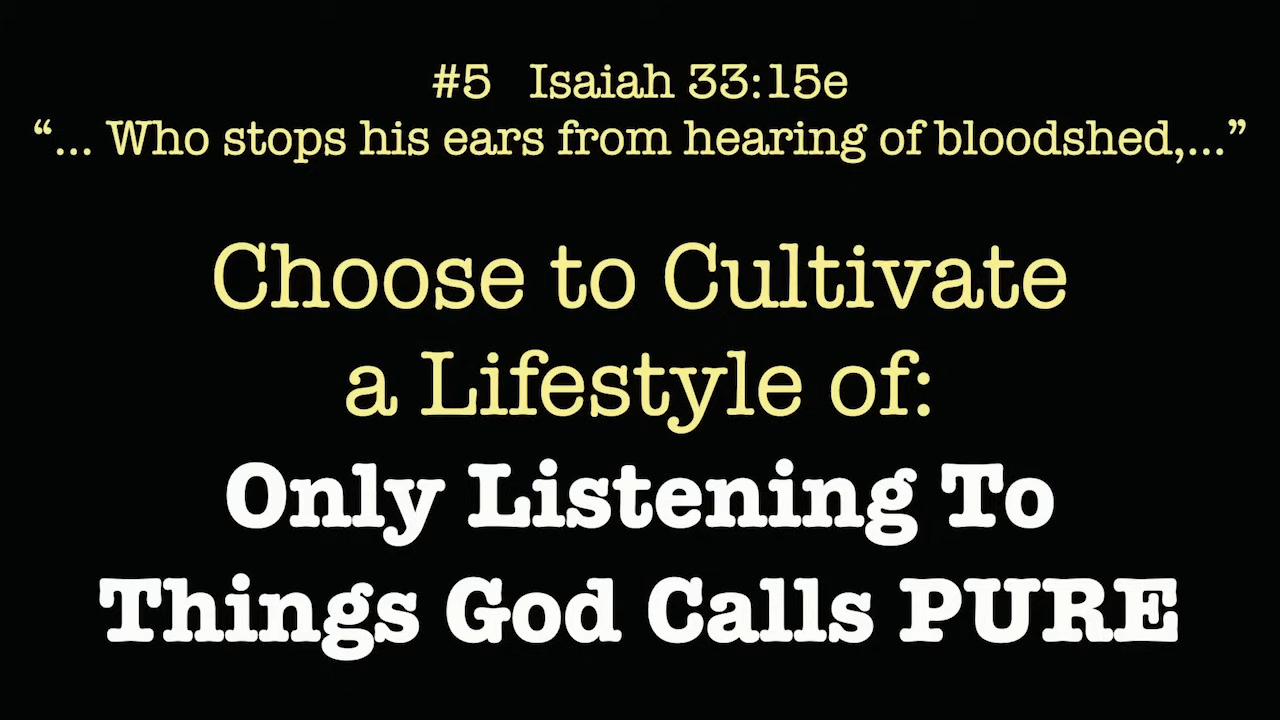 #5 Isaiah 33:15e
“... Who stops his ears from hearing of bloodshed,...”
Choose to Cultivate
a Lifestyle of:
Only Listening To
Things God Calls PURE